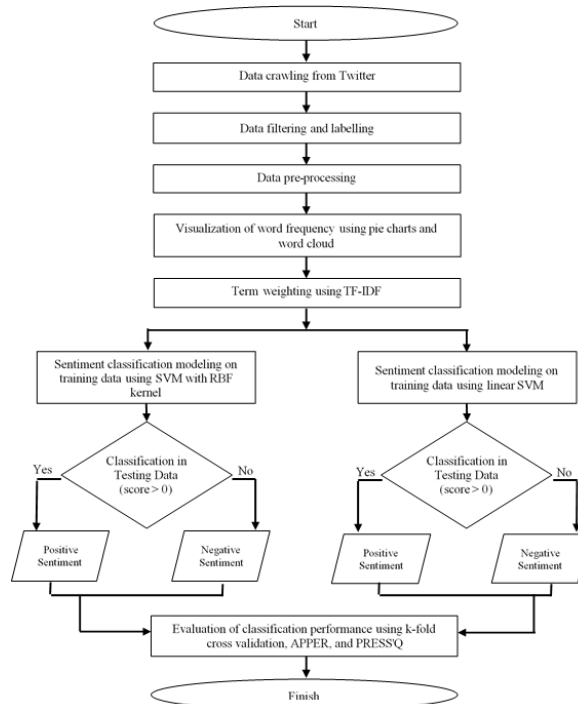 Start
Data crawling from Twitter
Data filtering and labelling
Data pre-processing
Visualization of word frequency using pie charts and
word cloud
Term weighting using TF-IDF
Sentiment classification modeling on
training data using SVM with RBF
kernel
Sentiment classification modeling on
training data using linear SVM
Yes
Classification in
Testing Data
(score > 0)
No
Yes
Classification in
Testing Data
(score > 0)
No
Positive
Sentiment
Negative
Sentiment
Positive
Sentiment
Negative
Sentiment
Evaluation of classification performance using k-fold
cross validation, APPER, and PRESS'Q
Finish